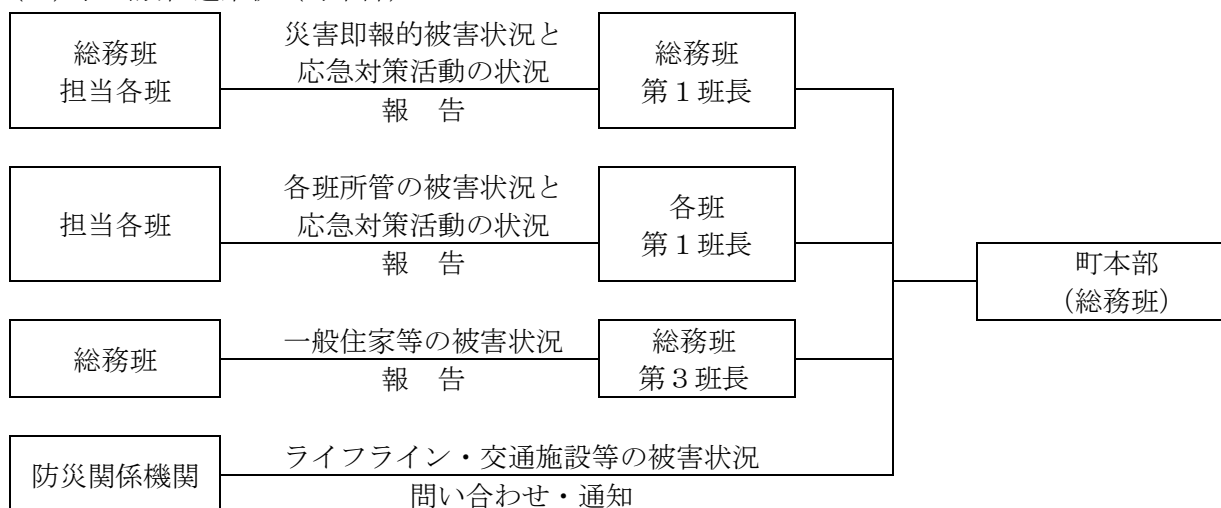 総務班
担当各班
災害即報的被害状況と
応急対策活動の状況
報　告
総務班
第１班長
担当各班
各班所管の被害状況と
応急対策活動の状況
報　告
各班
第１班長
町本部
（総務班）
総務班
一般住家等の被害状況
報　告
総務班
第３班長
防災関係機関
ライフライン・交通施設等の被害状況
問い合わせ・通知